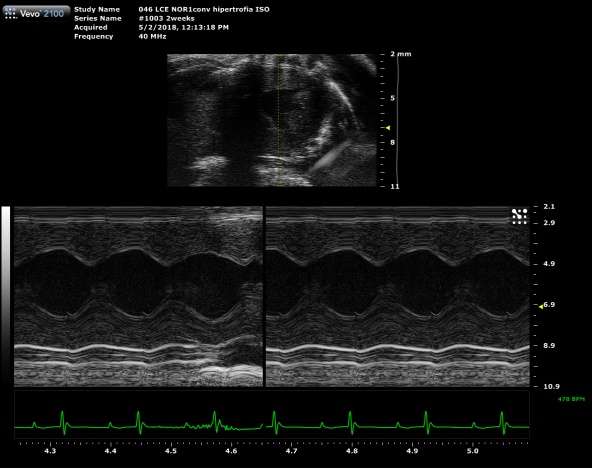 Vevo 2100
Study Name 046 LCE NOR1conv hipertrofia ISO
Series Name #1003 2weeks
Acquired 5/2/2018, 12:13:18 PM
Frequency 40 MHz
2 mm
5
8
11
2.1
2.9
4.9
6.9
8.9
10.9
478 BPM
4.3 4.4 4.5 4.6 4.7 4.8 4.9 5.0